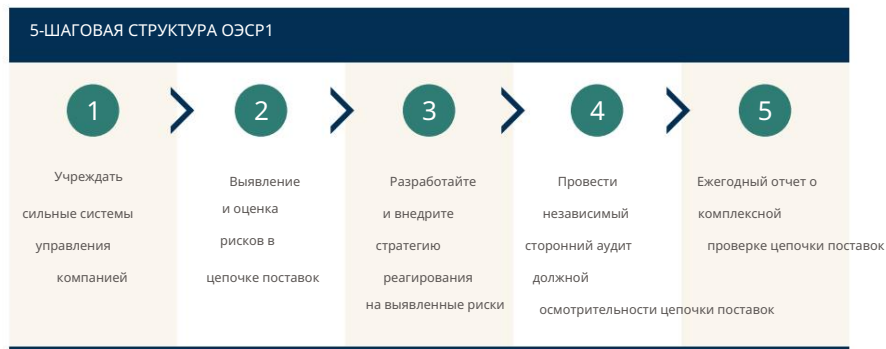 5-ШАГОВАЯ СТРУКТУРА ОЭСР1
1
Учреждать
сильные системы
управления
компанией
2
Выявление
и оценка
рисков в
цепочке поставок
3
Разработайте
и внедрите
стратегию
реагирования
на выявленные риски
4
Провести
независимый
сторонний аудит
должной
осмотрительности цепочки поставок
5
Ежегодный отчет о
комплексной
проверке цепочки поставок